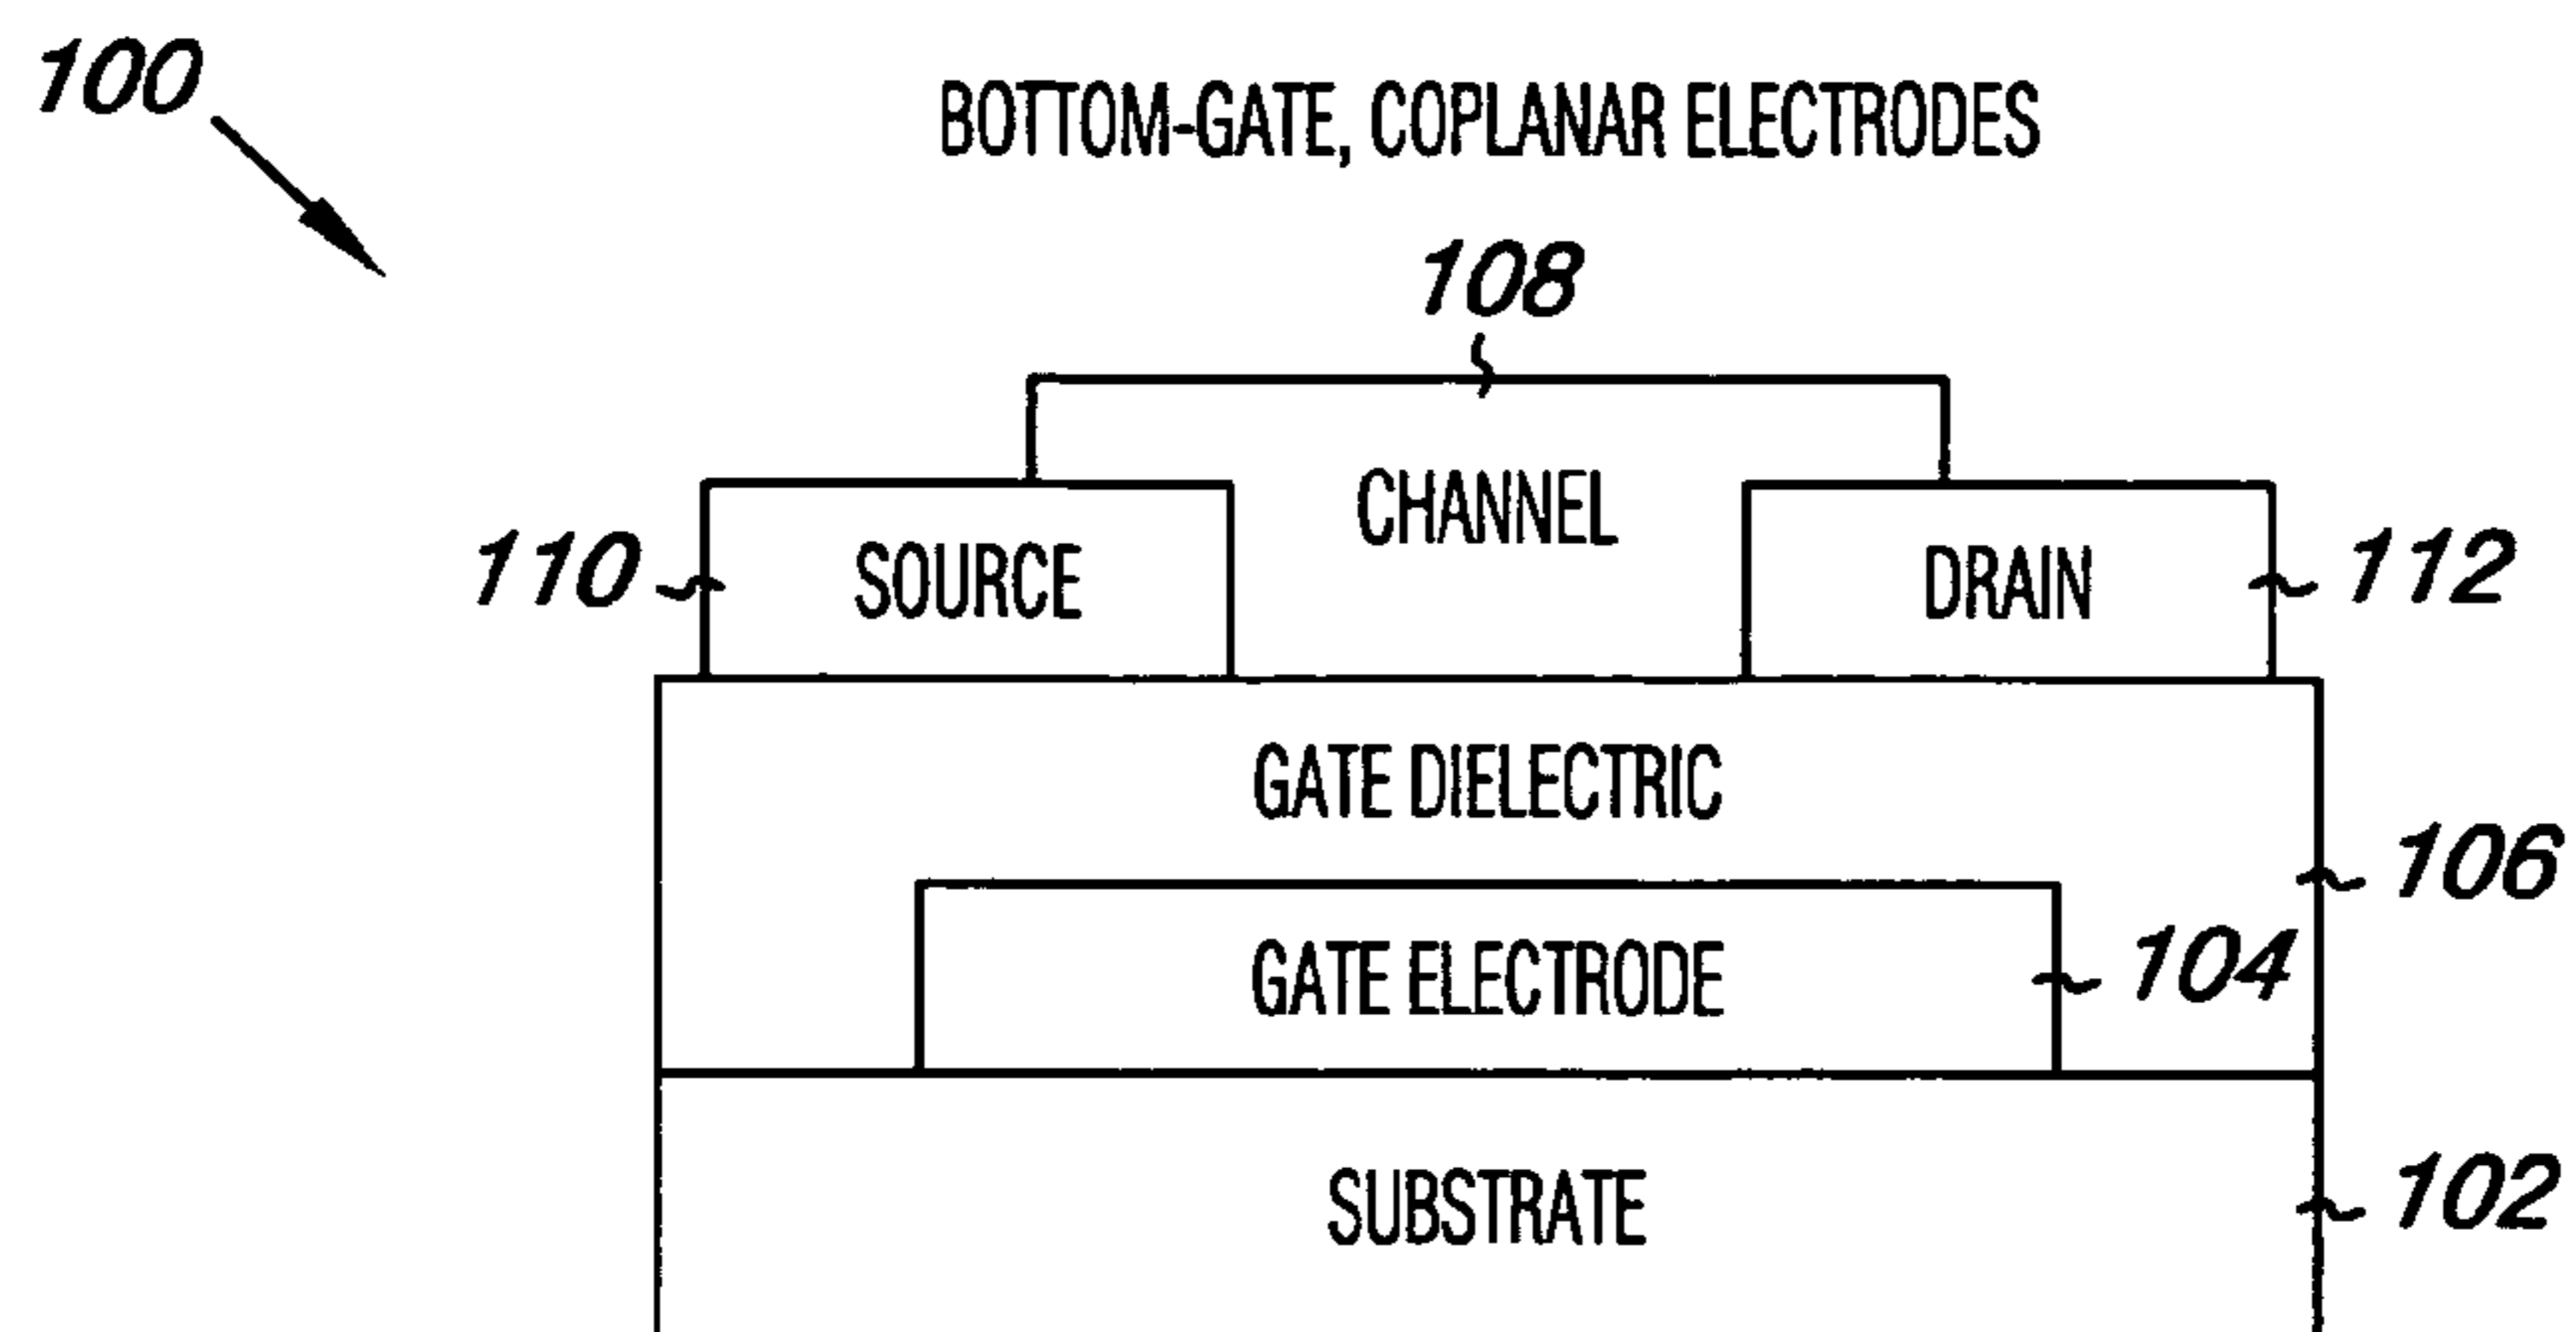 100
BOTTOM-GATE, COPLANAR ELECTRODES
108
CHANNEL
110 SOURCE DRAIN 112
GATE DIELECTRIC
106
GATE ELECTRODE 104
SUBSTRATE 102